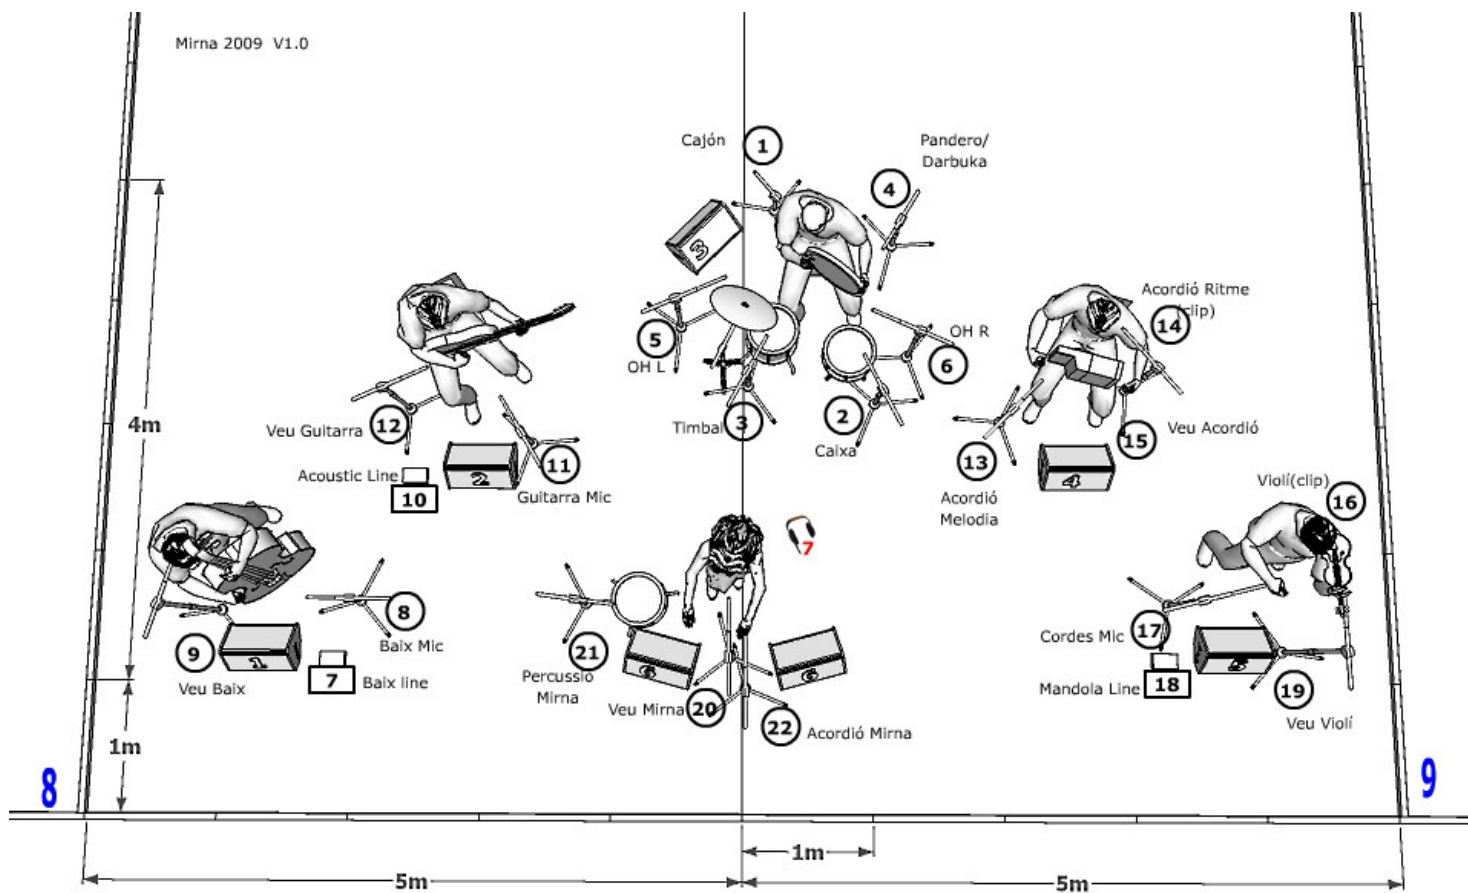 Mirna 2009 V1.0
Cajón
1
Pandero/
Darbuka
4
3
5
OH L
OH R
6
Acordió Ritme
(clip)
14
4m
Veu Guitarra
12
Timbal
3
2
Caixa
15
Veu Acordió
Acoustic Line
10
2
11
Guitarra Mic
13
Acordió
Melodia
4
Violí(clip)
16
7
8
Baix Mic
9
Veu Baix
1
7
Baix line
21
Percussió
Mirna
6
6
Veu Mirna
20
22
Acordió Mirna
Cordes Mic
17
Mandola Line
18
5
19
Veu Violí
1m
8
9
1m
5m
5m